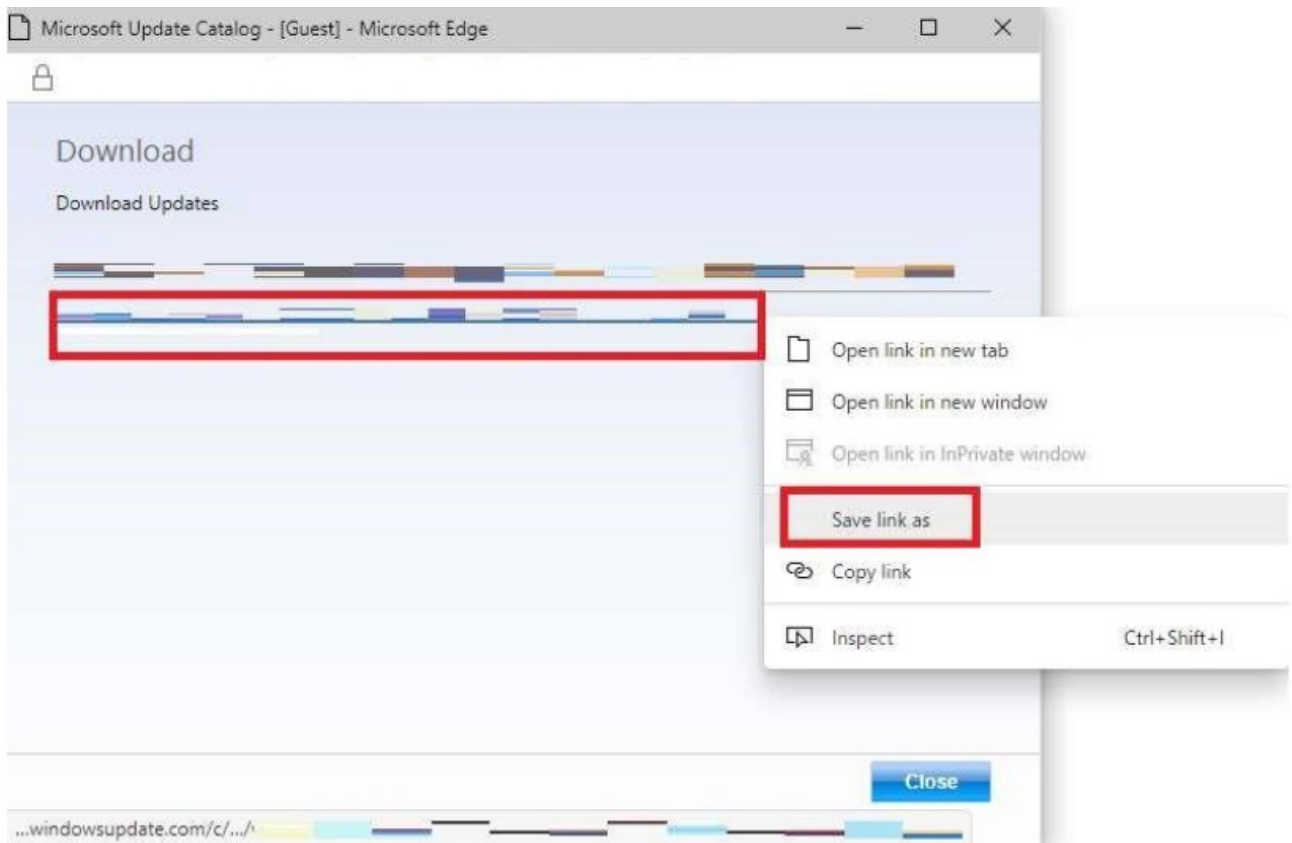 Microsoft Update Catalog - [Guest] - Microsoft Edge
Download
Download Updates
Open link in new tab
Open link in new window
Open link in InPrivate window
Save link as
Copy link
Inspect Ctrl+Shift+I
Close
...windowsupdate.com/c/.../